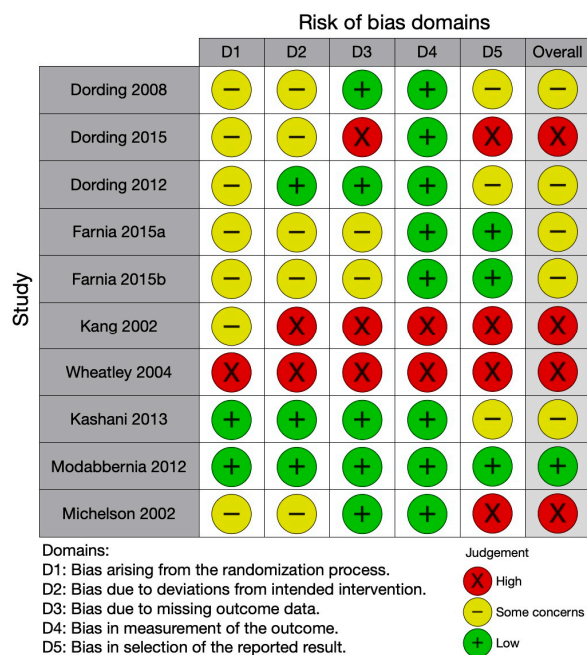 Risk of bias domains
D1 D2 D3 D4 D5 Overall
Study
Dording 2008 − − + + − −
Dording 2015 − − X + X X
Dording 2012 − + + + − −
Farnia 2015a − − − + + −
Farnia 2015b − − − + + −
Kang 2002 − X X X X X
Wheatley 2004 X X X X X X
Kashani 2013 + + + + − −
Modabbernia 2012 + + + + + +
Michelson 2002 − − + + X X
Domains:
D1: Bias arising from the randomization process.
D2: Bias due to deviations from intended intervention.
D3: Bias due to missing outcome data.
D4: Bias in measurement of the outcome.
D5: Bias in selection of the reported result.
Judgement
X High
− Some concerns
+ Low